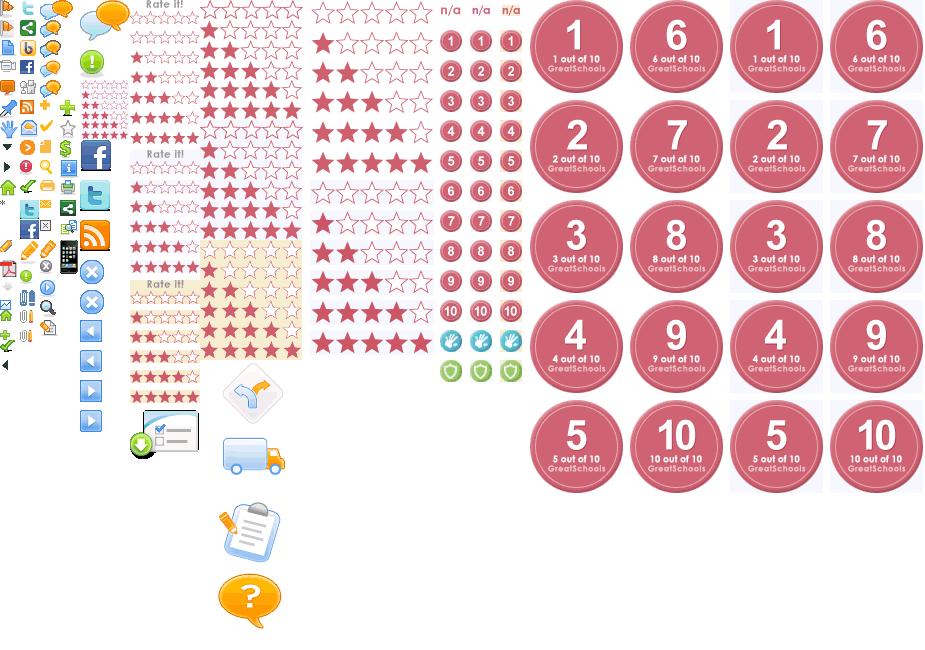 Rate It!
Rate It!
Rate It!
n/a n/a n/a
1 1 1
2 2 2
3 3 3
4 4 4
5 5 5
6 6 6
7 7 7
8 8 8
9 9 9
10 10 10
1
1 out of 10
GreatSchools
6
6 out of 10
GreatSchools
1
1 out of 10
GreatSchools
6
6 out of 10
GreatSchools
2
2 out of 10
GreatSchools
7
7 out of 10
GreatSchools
2
2 out of 10
GreatSchools
7
7 out of 10
GreatSchools
3
3 out of 10
GreatSchools
8
8 out of 10
GreatSchools
3
3 out of 10
GreatSchools
8
8 out of 10
GreatSchools
4
4 out of 10
GreatSchools
9
9 out of 10
GreatSchools
4
4 out of 10
GreatSchools
9
9 out of 10
GreatSchools
5
5 out of 10
GreatSchools
10
10 out of 10
GreatSchools
5
5 out of 10
GreatSchools
10
10 out of 10
GreatSchools
?